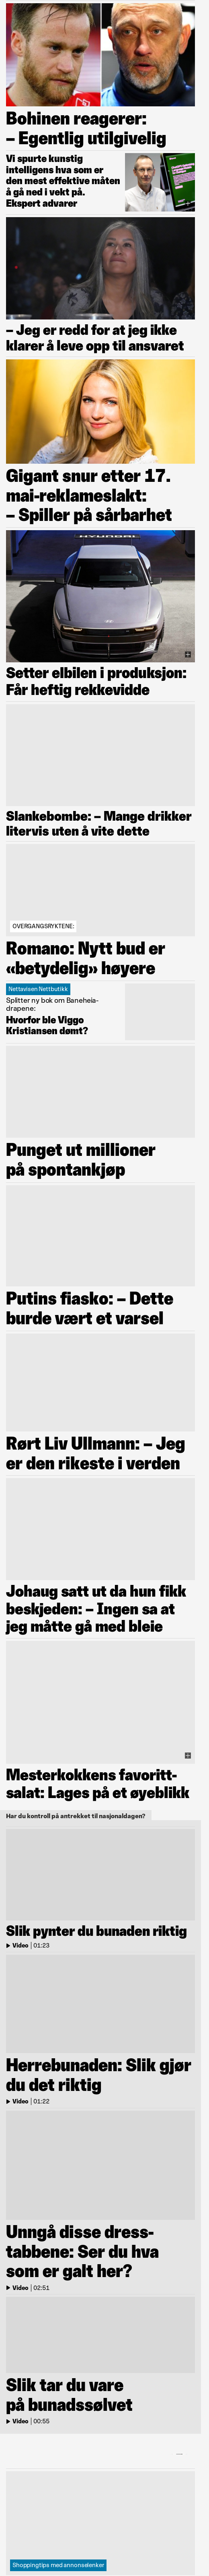 Bohinen reagerer:
– Egentlig utilgivelig
Vi spurte kunstig
intelligens hva som er
den mest effektive måten
å gå ned i vekt på.
Ekspert advarer
– Jeg er redd for at jeg ikke
klarer å leve opp til ansvaret
Gigant snur etter 17.
mai-reklameslakt:
– Spiller på sårbarhet
HYUNDAI
Setter elbilen i produksjon:
Får heftig rekkevidde
Slankebombe: – Mange drikker
litervis uten å vite dette
OVERGANGSRYKTENE:
Romano: Nytt bud er
«betydelig» høyere
Nettavisen Nettbutikk
Splitter ny bok om Baneheia-
drapene:
Hvorfor ble Viggo
Kristiansen dømt?
Punget ut millioner
på spontankjøp
Putins fiasko: – Dette
burde vært et varsel
Rørt Liv Ullmann: – Jeg
er den rikeste i verden
Johaug satt ut da hun fikk
beskjeden: – Ingen sa at
jeg måtte gå med bleie
Mesterkokkens favoritt-
salat: Lages på et øyeblikk
Har du kontroll på antrekket til nasjonaldagen?
Slik pynter du bunaden riktig
Video | 01:23
Herrebunaden: Slik gjør
du det riktig
Video | 01:22
Unngå disse dress-
tabbene: Ser du hva
som er galt her?
Video | 02:51
Slik tar du vare
på bunadssølvet
Video | 00:55
Shoppingtips med annonselenker